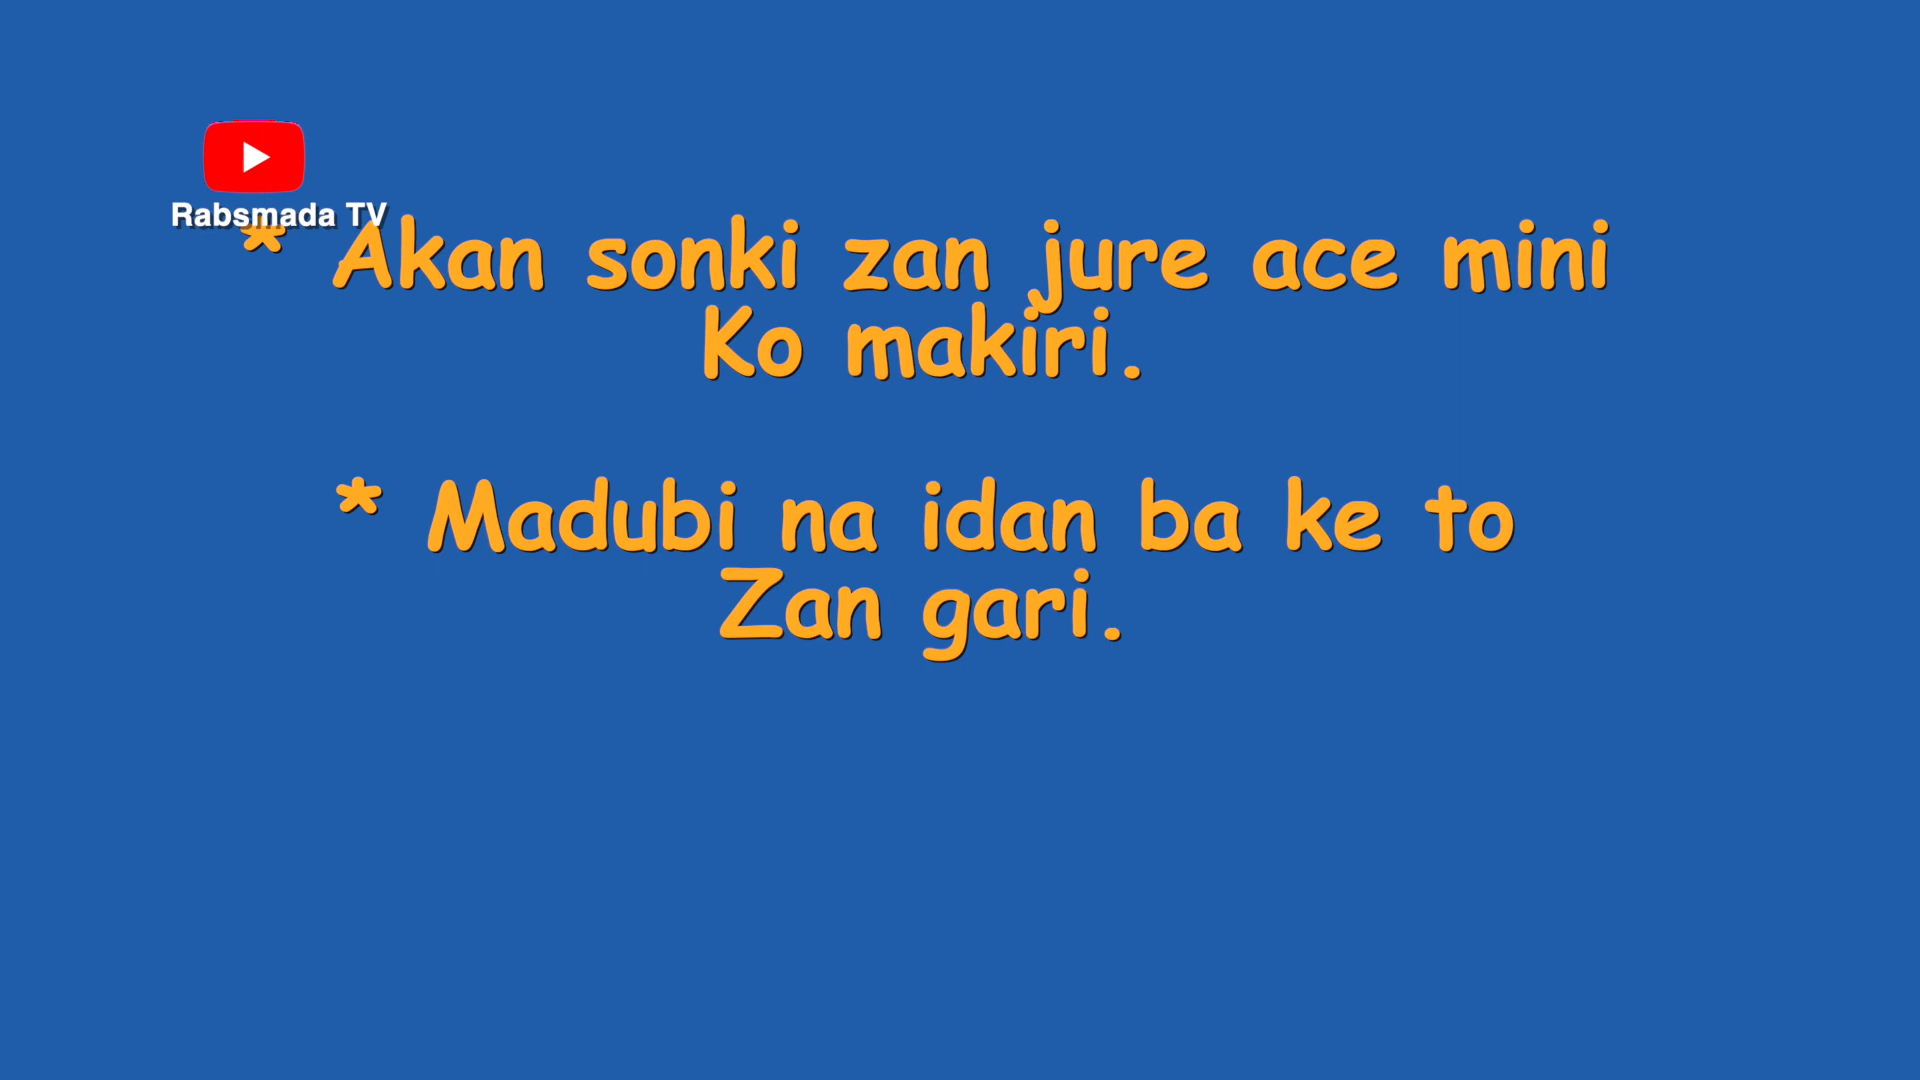 Rabsmada TV
* Akan sonki zan jure ace mini
Ko makiri.
* Madubi na idan ba ke to
Zan gari.